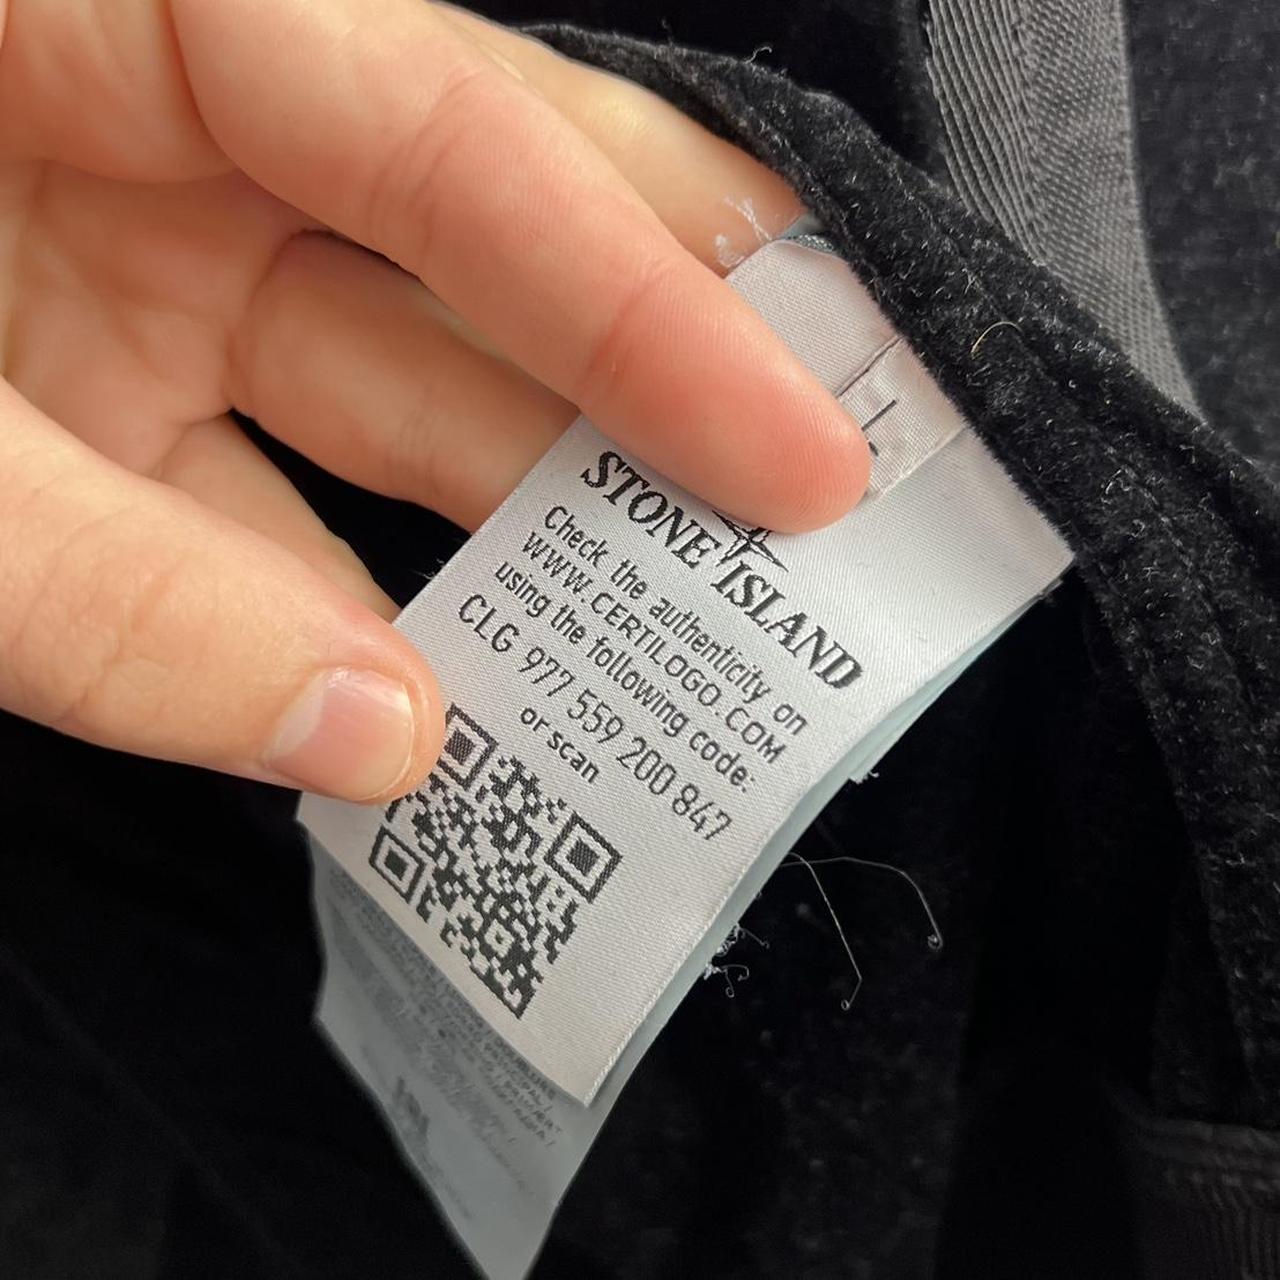 L
STONE ISLAND
Check the authenticity on
WWW.CERTILOGO.COM
using the following code:
CLG 977 559 200 847
or scan